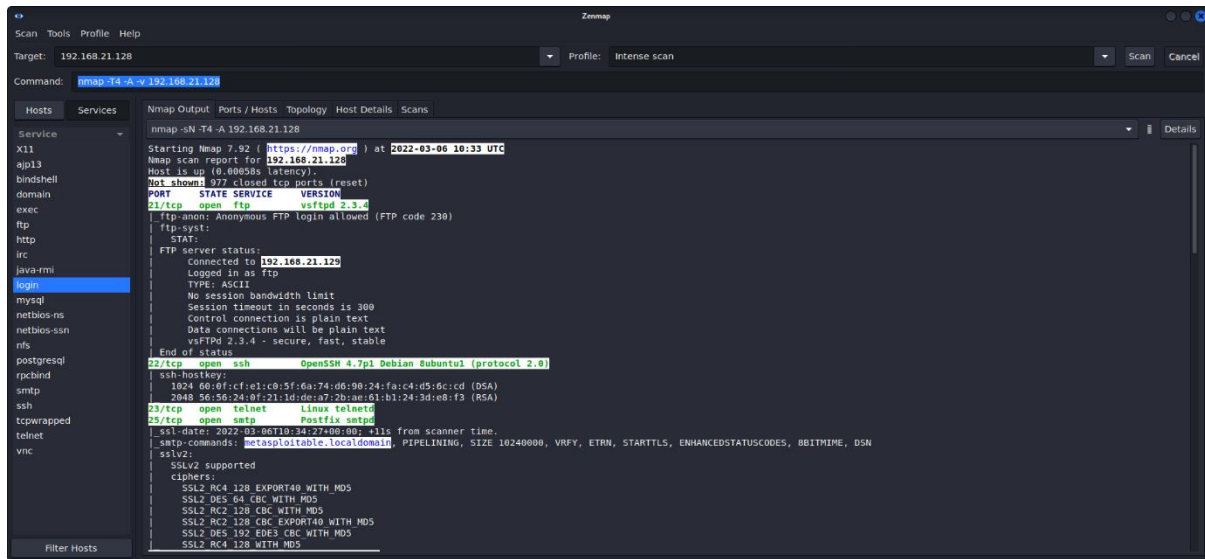 Zenmap
Scan Tools Profile Help
Target: 192.168.21.128 Profile: Intense scan Scan Cancel
Command: nmap -T4 -A -v 192.168.21.128
Hosts Services
Nmap Output Ports / Hosts Topology Host Details Scans
Service
X11
ajp13
bindshell
domain
exec
ftp
http
irc
java-rmi
login
mysql
netbios-ns
netbios-ssn
nfs
postgresql
rpcbind
smtp
ssh
tcpwrapped
telnet
vnc
Filter Hosts
nmap -sN -T4 -A 192.168.21.128 Details
Starting Nmap 7.92 ( https://nmap.org ) at 2022-03-06 10:33 UTC
Nmap scan report for 192.168.21.128
Host is up (0.00058s latency).
Not shown: 977 closed tcp ports (reset)
PORT STATE SERVICE VERSION
21/tcp open ftp vsftpd 2.3.4
|_ftp-anon: Anonymous FTP login allowed (FTP code 230)
| ftp-syst:
| STAT:
| FTP server status:
| Connected to 192.168.21.129
| Logged in as ftp
| TYPE: ASCII
| No session bandwidth limit
| Session timeout in seconds is 300
| Control connection is plain text
| Data connections will be plain text
| vsFTPd 2.3.4 - secure, fast, stable
|_End of status
22/tcp open ssh OpenSSH 4.7p1 Debian 8ubuntu1 (protocol 2.0)
| ssh-hostkey:
| 1024 60:0f:cf:e1:c0:5f:6a:74:d6:90:24:fa:c4:d5:6c:cd (DSA)
|_ 2048 56:56:24:0f:21:1d:de:a7:2b:ae:61:b1:24:3d:e8:f3 (RSA)
23/tcp open telnet Linux telnetd
25/tcp open smtp Postfix smtpd
|_ssl-date: 2022-03-06T10:34:27+00:00; +11s from scanner time.
|_smtp-commands: metasploitable.localdomain, PIPELINING, SIZE 10240000, VRFY, ETRN, STARTTLS, ENHANCEDSTATUSCODES, 8BITMIME, DSN
| sslv2:
| SSLv2 supported
| ciphers:
| SSL2_RC4_128_EXPORT40_WITH_MD5
| SSL2_DES_64_CBC_WITH_MD5
| SSL2_RC2_128_CBC_WITH_MD5
| SSL2_RC2_128_CBC_EXPORT40_WITH_MD5
| SSL2_DES_192_EDE3_CBC_WITH_MD5
|_ SSL2_RC4_128_WITH_MD5